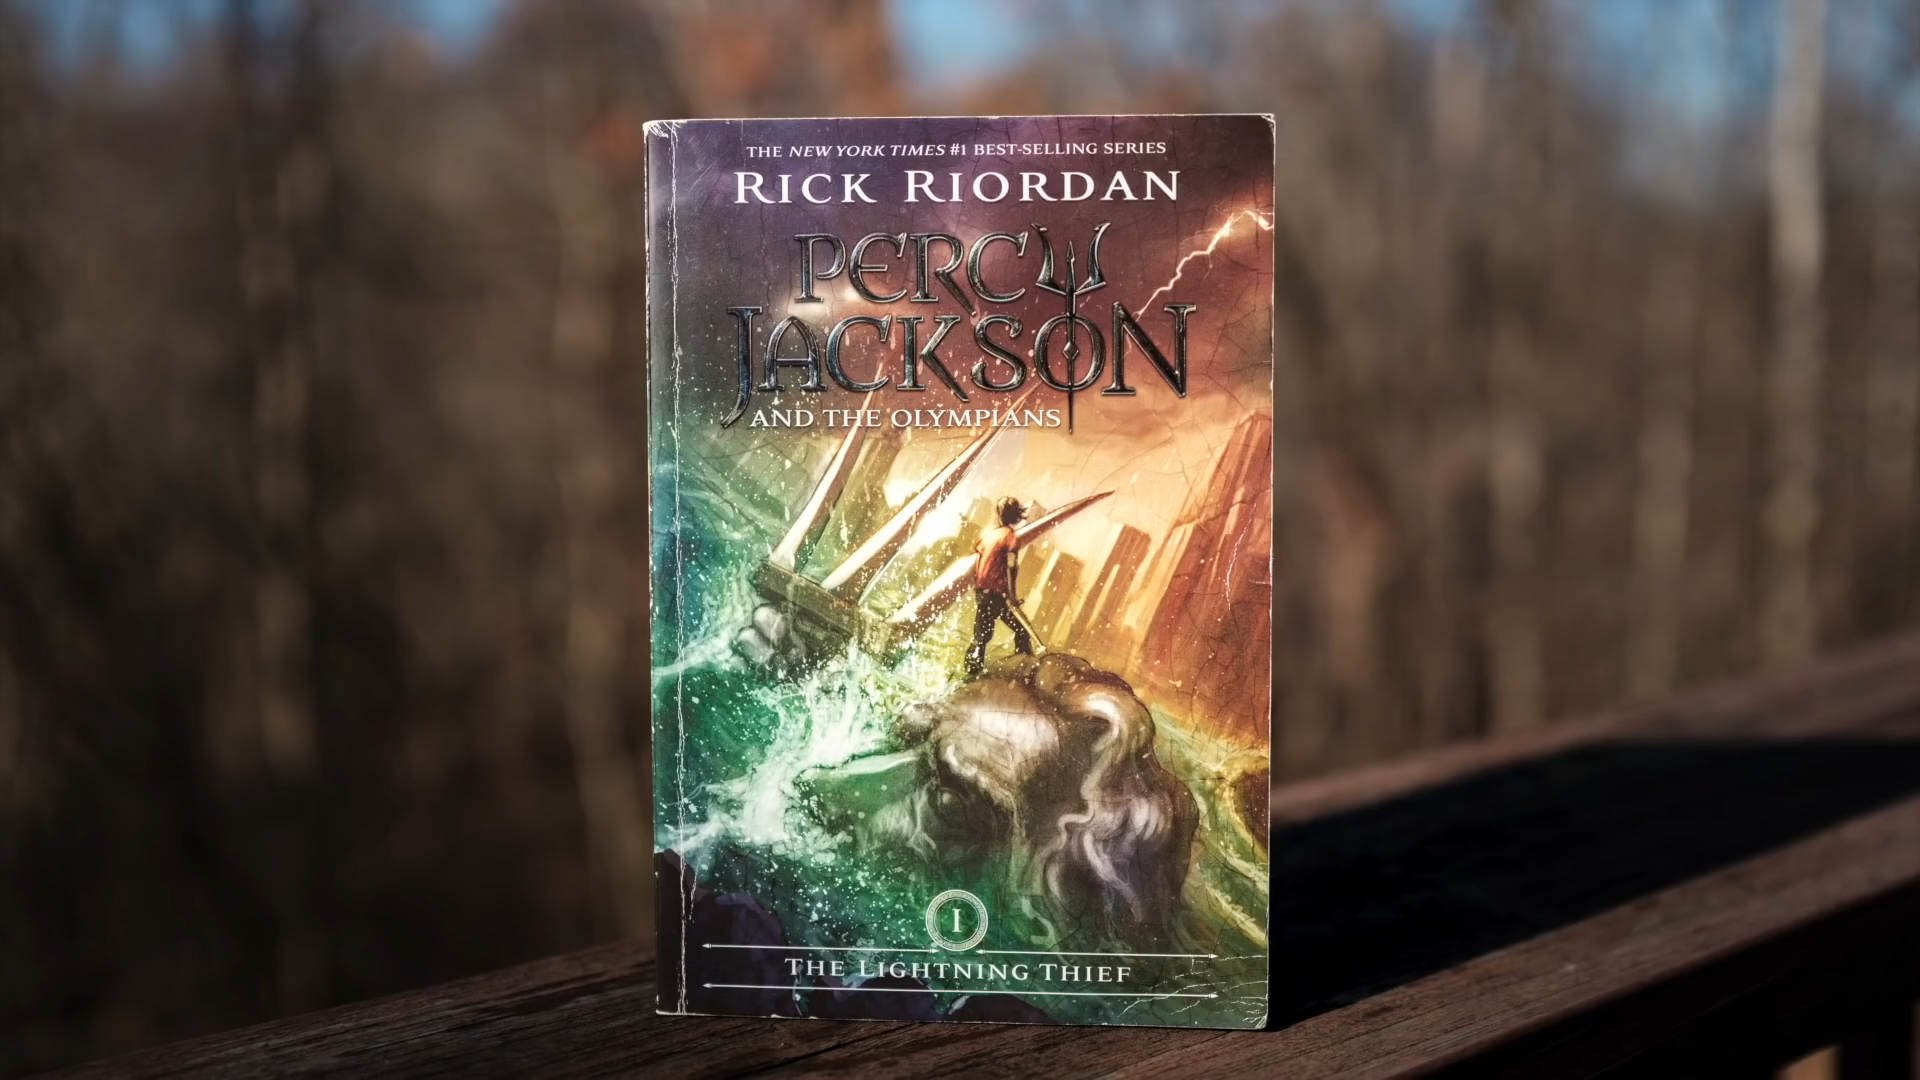 THE NEW YORK TIMES #1 BEST-SELLING SERIES
RICK RIORDAN
PERCY
JACKSON
AND THE OLYMPIANS
I
THE LIGHTNING THIEF